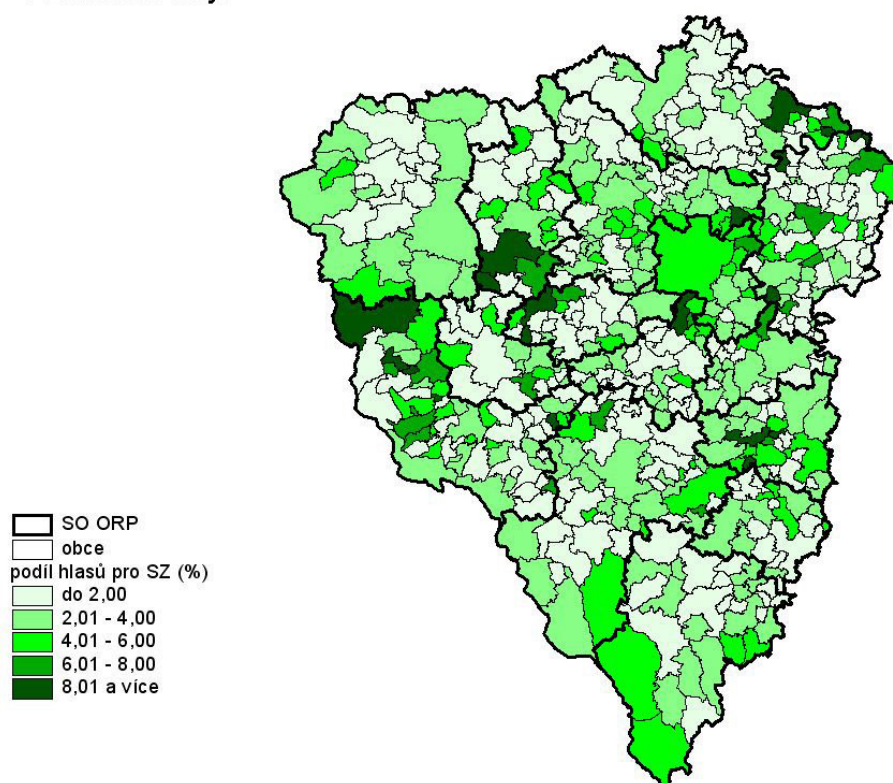 SO ORP
obce
podíl hlasů pro SZ (%)
do 2,00
2,01 - 4,00
4,01 - 6,00
6,01 - 8,00
8,01 a více